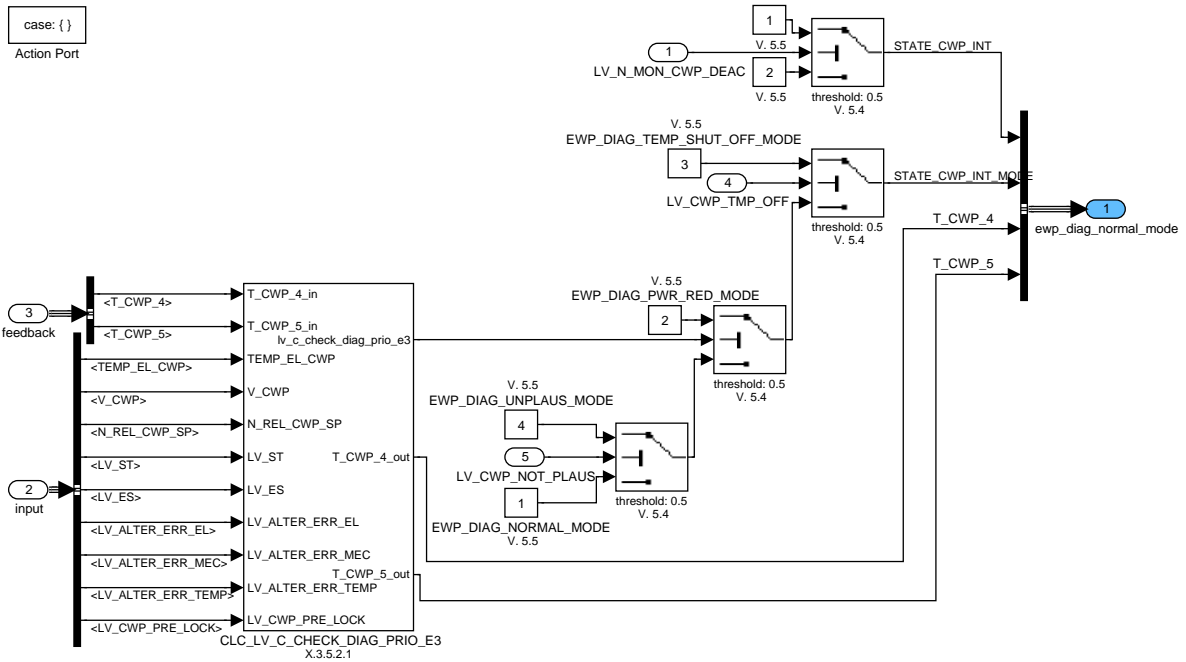 case: { }
Action Port
1
V. 5.5
1
LV_N_MON_CWP_DEAC
2
V. 5.5
threshold: 0.5
V. 5.4
STATE_CWP_INT
V. 5.5
EWP_DIAG_TEMP_SHUT_OFF_MODE
3
4
LV_CWP_TMP_OFF
threshold: 0.5
V. 5.4
STATE_CWP_INT_MODE
T_CWP_4
T_CWP_5
1
ewp_diag_normal_mode
V. 5.5
EWP_DIAG_PWR_RED_MODE
2
threshold: 0.5
V. 5.4
V. 5.5
EWP_DIAG_UNPLAUS_MODE
4
5
LV_CWP_NOT_PLAUS
1
EWP_DIAG_NORMAL_MODE
V. 5.5
threshold: 0.5
V. 5.4
3
feedback
<T_CWP_4>
<T_CWP_5>
2
input
<TEMP_EL_CWP>
<V_CWP>
<N_REL_CWP_SP>
<LV_ST>
<LV_ES>
<LV_ALTER_ERR_EL>
<LV_ALTER_ERR_MEC>
<LV_ALTER_ERR_TEMP>
<LV_CWP_PRE_LOCK>
T_CWP_4_in
T_CWP_5_in
lv_c_check_diag_prio_e3
TEMP_EL_CWP
V_CWP
N_REL_CWP_SP
LV_ST
T_CWP_4_out
LV_ES
LV_ALTER_ERR_EL
LV_ALTER_ERR_MEC
T_CWP_5_out
LV_ALTER_ERR_TEMP
LV_CWP_PRE_LOCK
CLC_LV_C_CHECK_DIAG_PRIO_E3
X.3.5.2.1